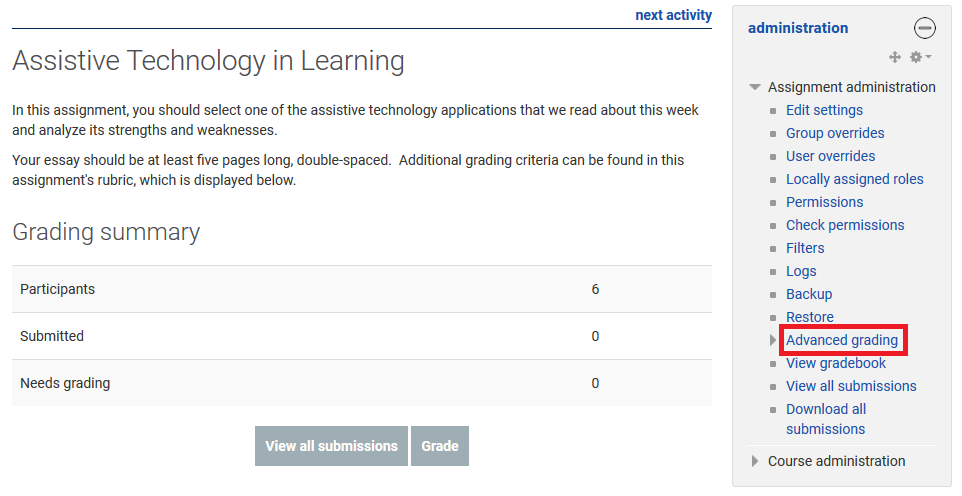 next activity
Assistive Technology in Learning
In this assignment, you should select one of the assistive technology applications that we read about this week
and analyze its strengths and weaknesses.
Your essay should be at least five pages long, double-spaced.  Additional grading criteria can be found in this
assignment's rubric, which is displayed below.
Grading summary
Participants 6
Submitted 0
Needs grading 0
View all submissions Grade
administration
Assignment administration
Edit settings
Group overrides
User overrides
Locally assigned roles
Permissions
Check permissions
Filters
Logs
Backup
Restore
Advanced grading
View gradebook
View all submissions
Download all
submissions
Course administration